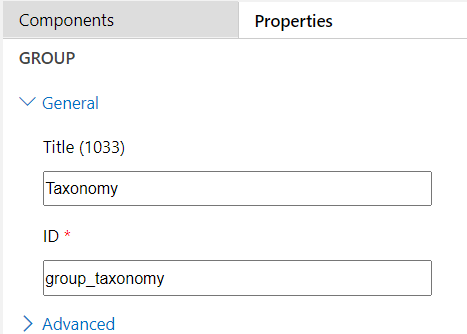 Components Properties
GROUP
General
Title (1033)
Taxonomy
ID *
group_taxonomy
Advanced